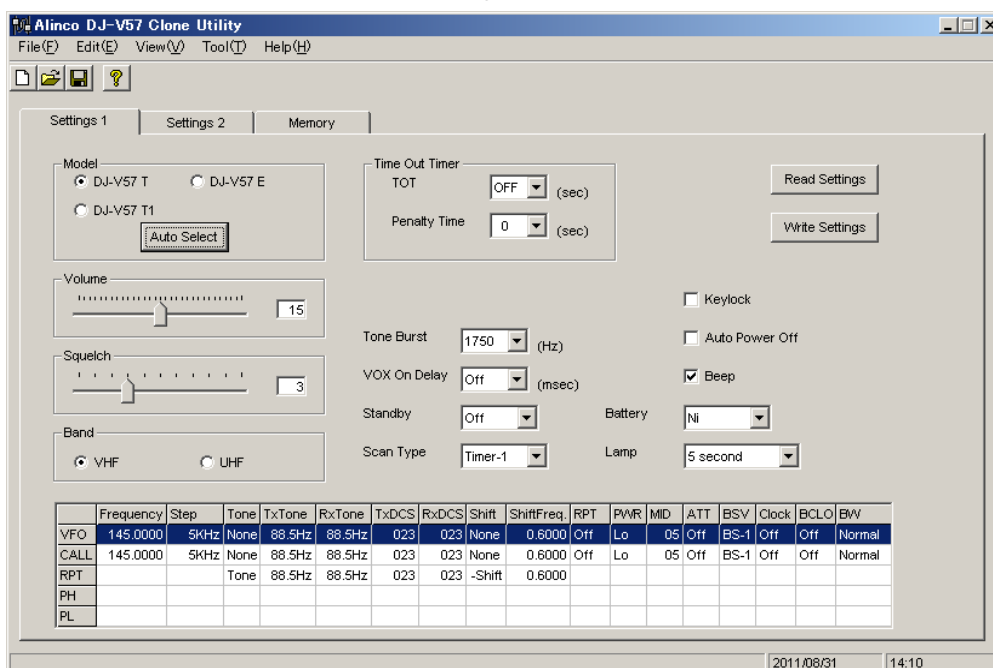 Alinco DJ-V57 Clone Utility
File(F) Edit(E) View(V) Tool(T) Help(H)
Settings 1 Settings 2 Memory
Model
DJ-V57 T DJ-V57 E
DJ-V57 T1
Auto Select
Time Out Timer
TOT OFF (sec)
Penalty Time 0 (sec)
Read Settings
Write Settings
Volume
15
Squelch
3
Band
VHF UHF
Tone Burst 1750 (Hz)
VOX On Delay Off (msec)
Standby Off
Scan Type Timer-1
Keylock
Auto Power Off
Beep
Battery Ni
Lamp 5 second
Frequency Step Tone TxTone RxTone TxDCS RxDCS Shift ShiftFreq. RPT PWR MID ATT BSV Clock BCLO BW
VFO 145.0000 5KHz None 88.5Hz 88.5Hz 023 023 None 0.6000 Off Lo 05 Off BS-1 Off Off Normal
CALL 145.0000 5KHz None 88.5Hz 88.5Hz 023 023 None 0.6000 Off Lo 05 Off BS-1 Off Off Normal
RPT Tone 88.5Hz 88.5Hz 023 023 -Shift 0.6000
PH
PL
2011/08/31 14:10